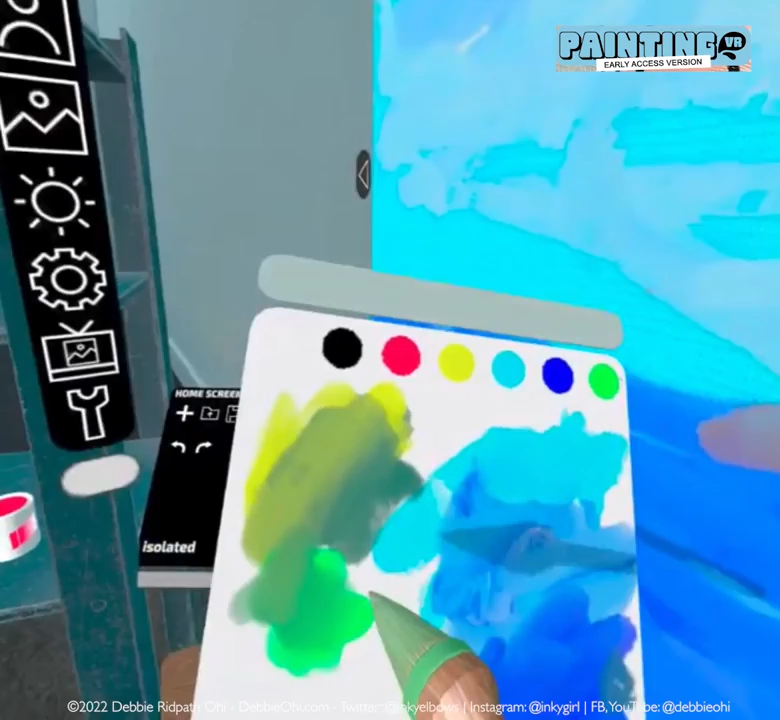 PAINTING VR
EARLY ACCESS VERSION
HOME SCREEN
isolated
©2022 Debbie Ridpath Ohi - DebbieOhi.com - Twitter: @inkyelbows | Instagram: @inkygirl | FB, YouTube: @debbieohi